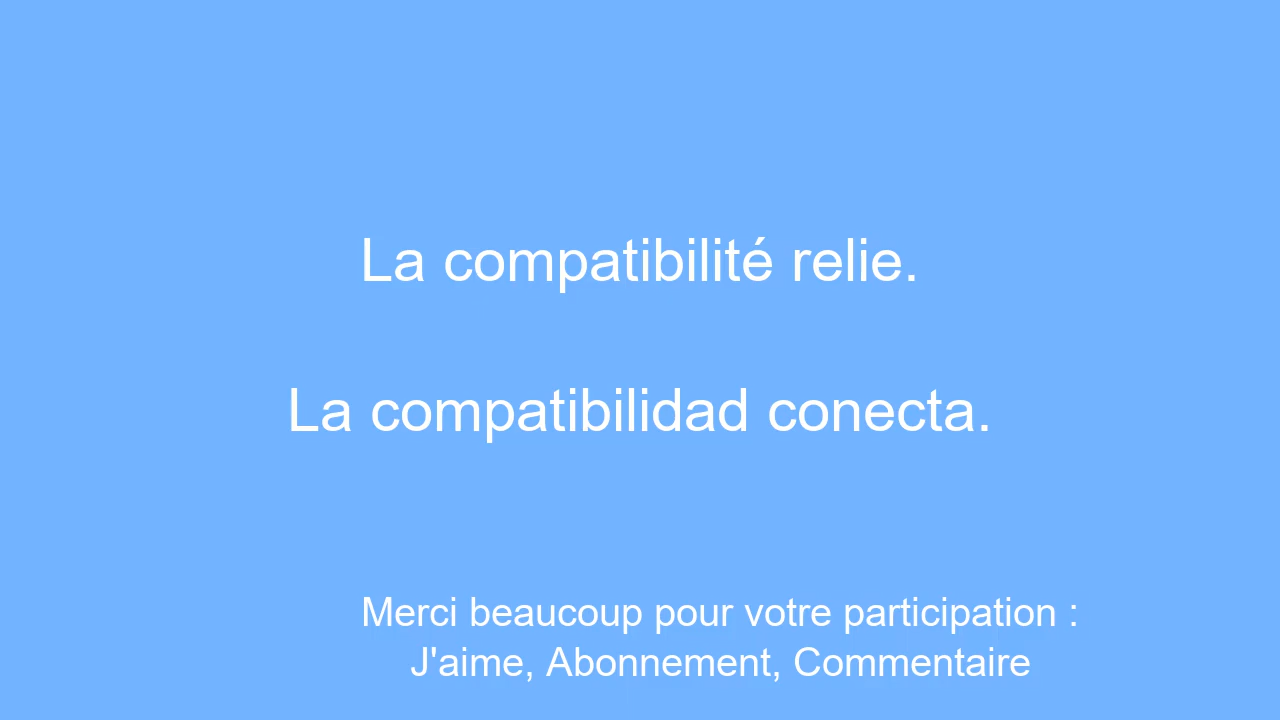 La compatibilité relie.
La compatibilidad conecta.
Merci beaucoup pour votre participation :
J'aime, Abonnement, Commentaire